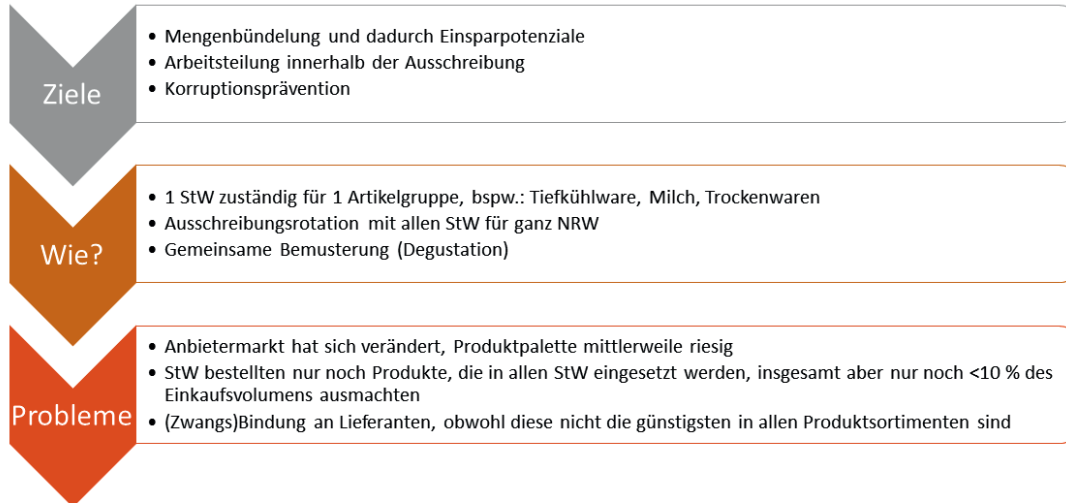 Ziele
• Mengenbündelung und dadurch Einsparpotenziale
• Arbeitsteilung innerhalb der Ausschreibung
• Korruptionsprävention
Wie?
• 1 StW zuständig für 1 Artikelgruppe, bspw.: Tiefkühlware, Milch, Trockenwaren
• Ausschreibungsrotation mit allen StW für ganz NRW
• Gemeinsame Bemusterung (Degustation)
Probleme
• Anbietermarkt hat sich verändert, Produktpalette mittlerweile riesig
• StW bestellten nur noch Produkte, die in allen StW eingesetzt werden, insgesamt aber nur noch <10 % des
Einkaufsvolumens ausmachten
• (Zwangs)Bindung an Lieferanten, obwohl diese nicht die günstigsten in allen Produktsortimenten sind